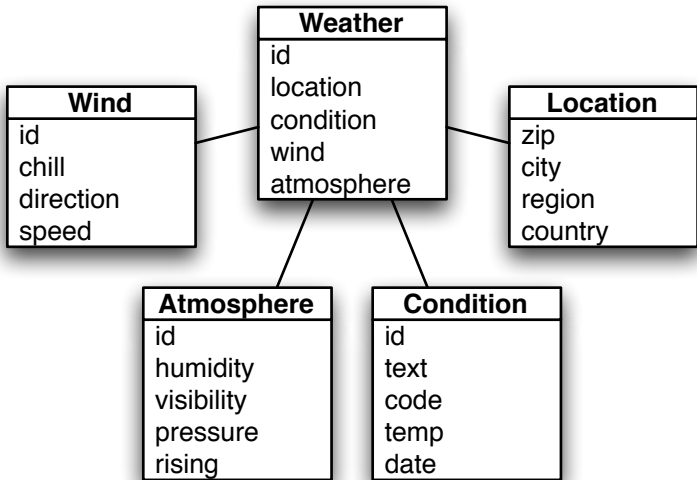 Weather
id
location
condition
wind
atmosphere
Wind
id
chill
direction
speed
Location
zip
city
region
country
Atmosphere
id
humidity
visibility
pressure
rising
Condition
id
text
code
temp
date